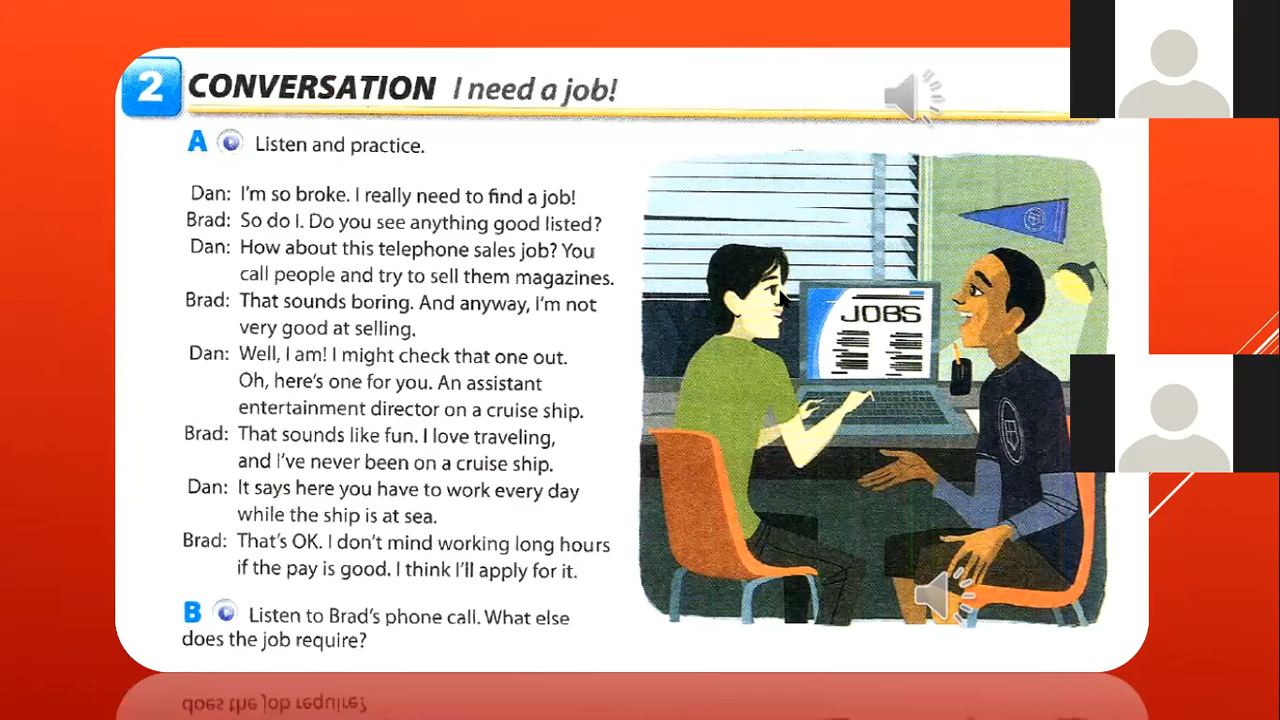 2 CONVERSATION I need a job!
A Listen and practice.
Dan: I'm so broke. I really need to find a job!
Brad: So do I. Do you see anything good listed?
Dan: How about this telephone sales job? You
call people and try to sell them magazines.
Brad: That sounds boring. And anyway, I'm not
very good at selling.
Dan: Well, I am! I might check that one out.
Oh, here's one for you. An assistant
entertainment director on a cruise ship.
Brad: That sounds like fun. I love traveling,
and I've never been on a cruise ship.
Dan: It says here you have to work every day
while the ship is at sea.
Brad: That's OK. I don't mind working long hours
if the pay is good. I think I'll apply for it.
B Listen to Brad's phone call. What else
does the job require?
JOBS